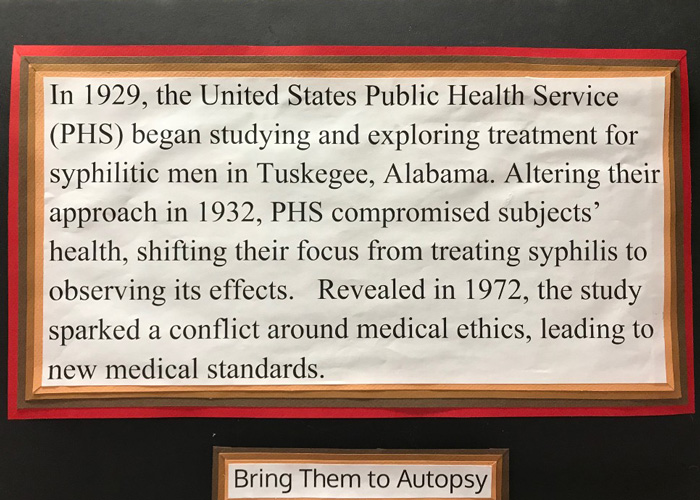 In 1929, the United States Public Health Service
(PHS) began studying and exploring treatment for
syphilitic men in Tuskegee, Alabama. Altering their
approach in 1932, PHS compromised subjects’
health, shifting their focus from treating syphilis to
observing its effects.   Revealed in 1972, the study
sparked a conflict around medical ethics, leading to
new medical standards.
Bring Them to Autopsy